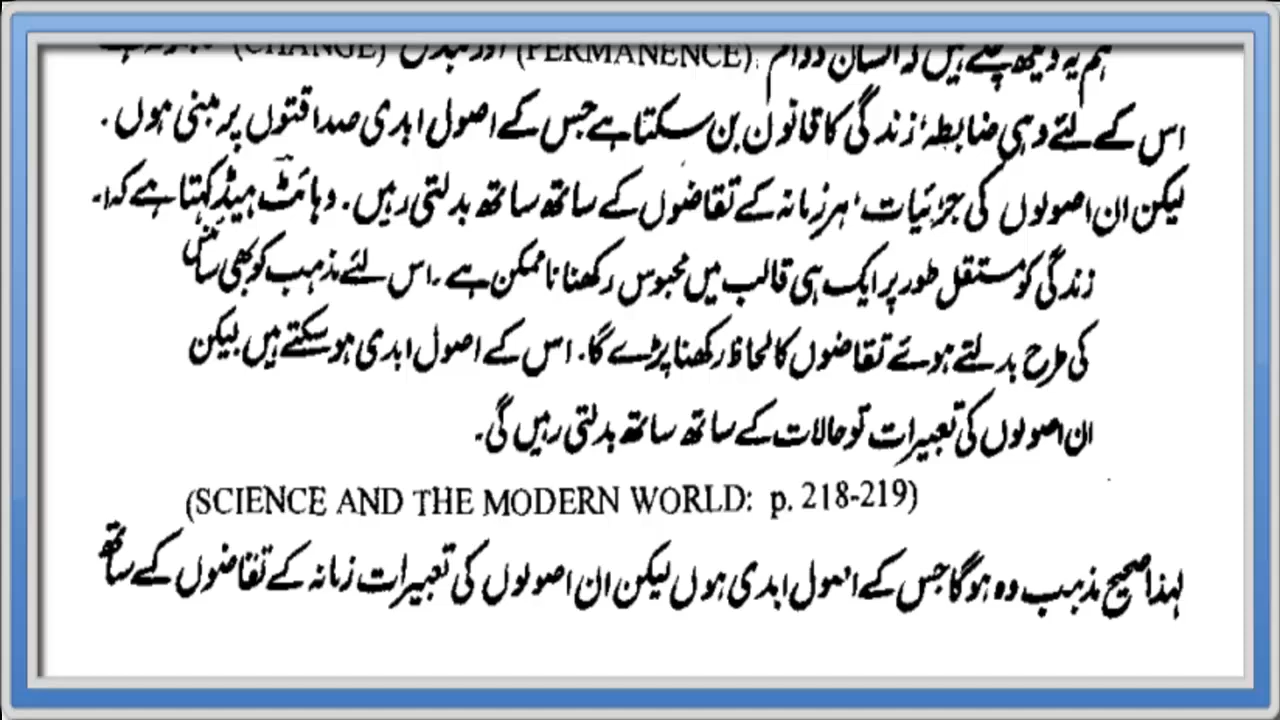 ہم یہ دیکھ چکے ہیں کہ انسان دوام (PERMANENCE) اور تبدل (CHANGE)
اس کے لئے وہی ضابطہ، زندگی کا قانون بن سکتا ہے جس کے اصول ابدی صداقتوں پر مبنی ہوں۔
لیکن ان اصولوں کی جزئیات، ہر زمانہ کے تقاضوں کے ساتھ ساتھ بدلتی رہیں۔ وہائٹ ہیڈ کہتا ہے کہ:۔
زندگی کو مستقل طور پر ایک ہی قالب میں محبوس رکھنا ناممکن ہے۔ اس لئے مذہب کو بھی سائنس
کی طرح بدلتے ہوئے تقاضوں کا لحاظ رکھنا پڑے گا۔ اس کے اصول ابدی ہو سکتے ہیں لیکن
ان اصولوں کی تعبیرات تو حالات کے ساتھ ساتھ بدلتی رہیں گی۔
(SCIENCE AND THE MODERN WORLD: p. 218-219)
لہذا صحیح مذہب وہ ہوگا جس کے اصول ابدی ہوں لیکن ان اصولوں کی تعبیرات زمانہ کے تقاضوں کے ساتھ